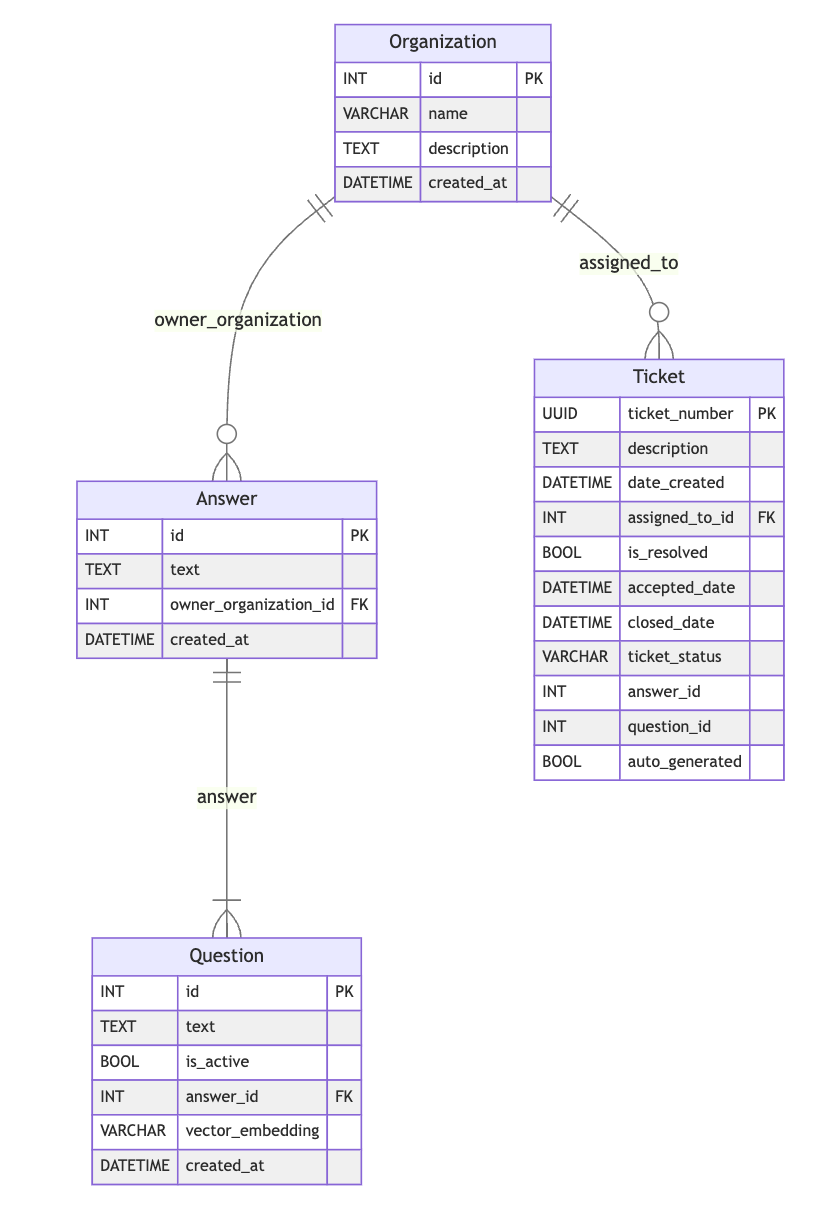 Organization
INT id PK
VARCHAR name
TEXT description
DATETIME created_at
assigned_to
owner_organization
Ticket
UUID ticket_number PK
TEXT description
DATETIME date_created
INT assigned_to_id FK
BOOL is_resolved
DATETIME accepted_date
DATETIME closed_date
VARCHAR ticket_status
INT answer_id
INT question_id
BOOL auto_generated
Answer
INT id PK
TEXT text
INT owner_organization_id FK
DATETIME created_at
answer
Question
INT id PK
TEXT text
BOOL is_active
INT answer_id FK
VARCHAR vector_embedding
DATETIME created_at